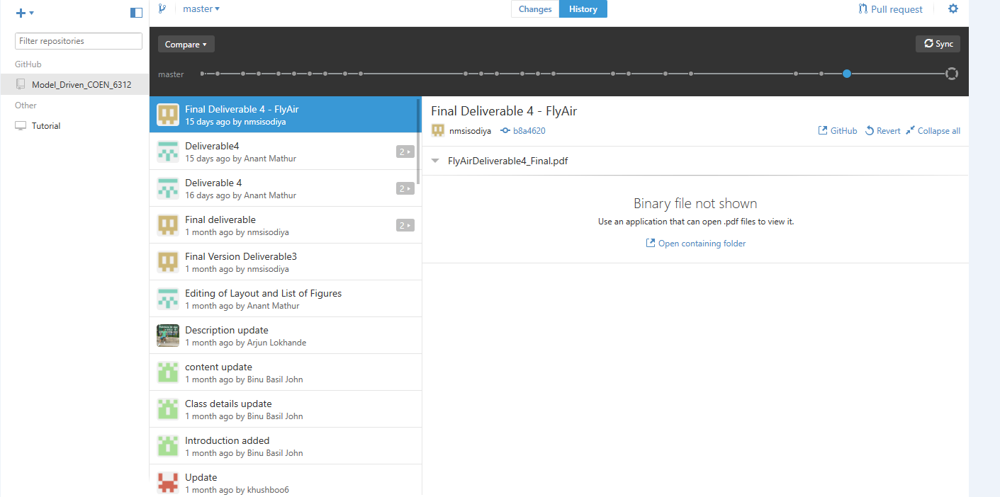 master
Changes
History
Pull request
Filter repositories
GitHub
Model_Driven_COEN_6312
Other
Tutorial
Compare
Sync
master
Final Deliverable 4 - FlyAir
15 days ago by nmsisodiya
Deliverable4
15 days ago by Anant Mathur
2
Deliverable 4
16 days ago by Anant Mathur
2
Final deliverable
1 month ago by nmsisodiya
2
Final Version Deliverable3
1 month ago by nmsisodiya
Editing of Layout and List of Figures
1 month ago by Anant Mathur
Description update
1 month ago by Arjun Lokhande
content update
1 month ago by Binu Basil John
Class details update
1 month ago by Binu Basil John
Introduction added
1 month ago by Binu Basil John
Update
1 month ago by khushboo6
Final Deliverable 4 - FlyAir
nmsisodiya b8a4620
GitHub Revert Collapse all
FlyAirDeliverable4_Final.pdf
Binary file not shown
Use an application that can open .pdf files to view it.
Open containing folder